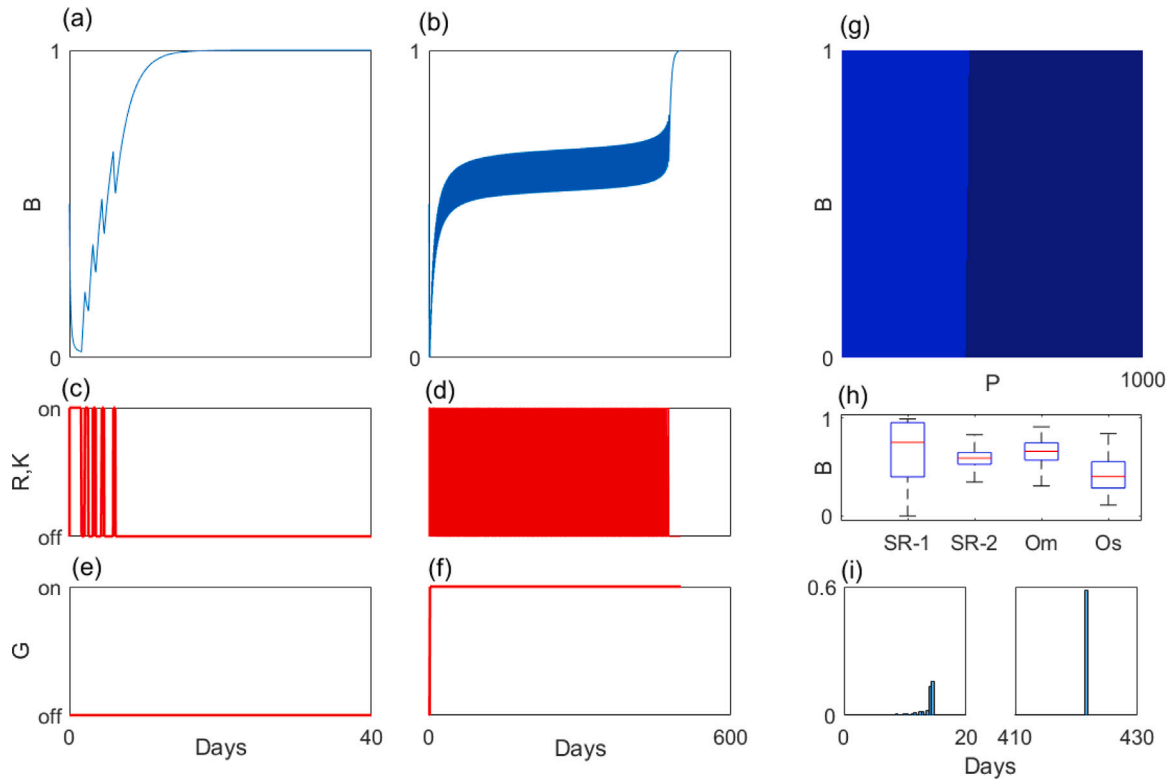 (a)
1
B
0
(b)
1
0
600
(c)
on
R,K
off
(d)
(e)
on
G
off
0
Days
40
(f)
0
Days
600
(g)
1
B
0
P
1000
(h)
1
B
0
SR-1 SR-2 Om Os
(i)
0.6
0
0 20 410 430
Days